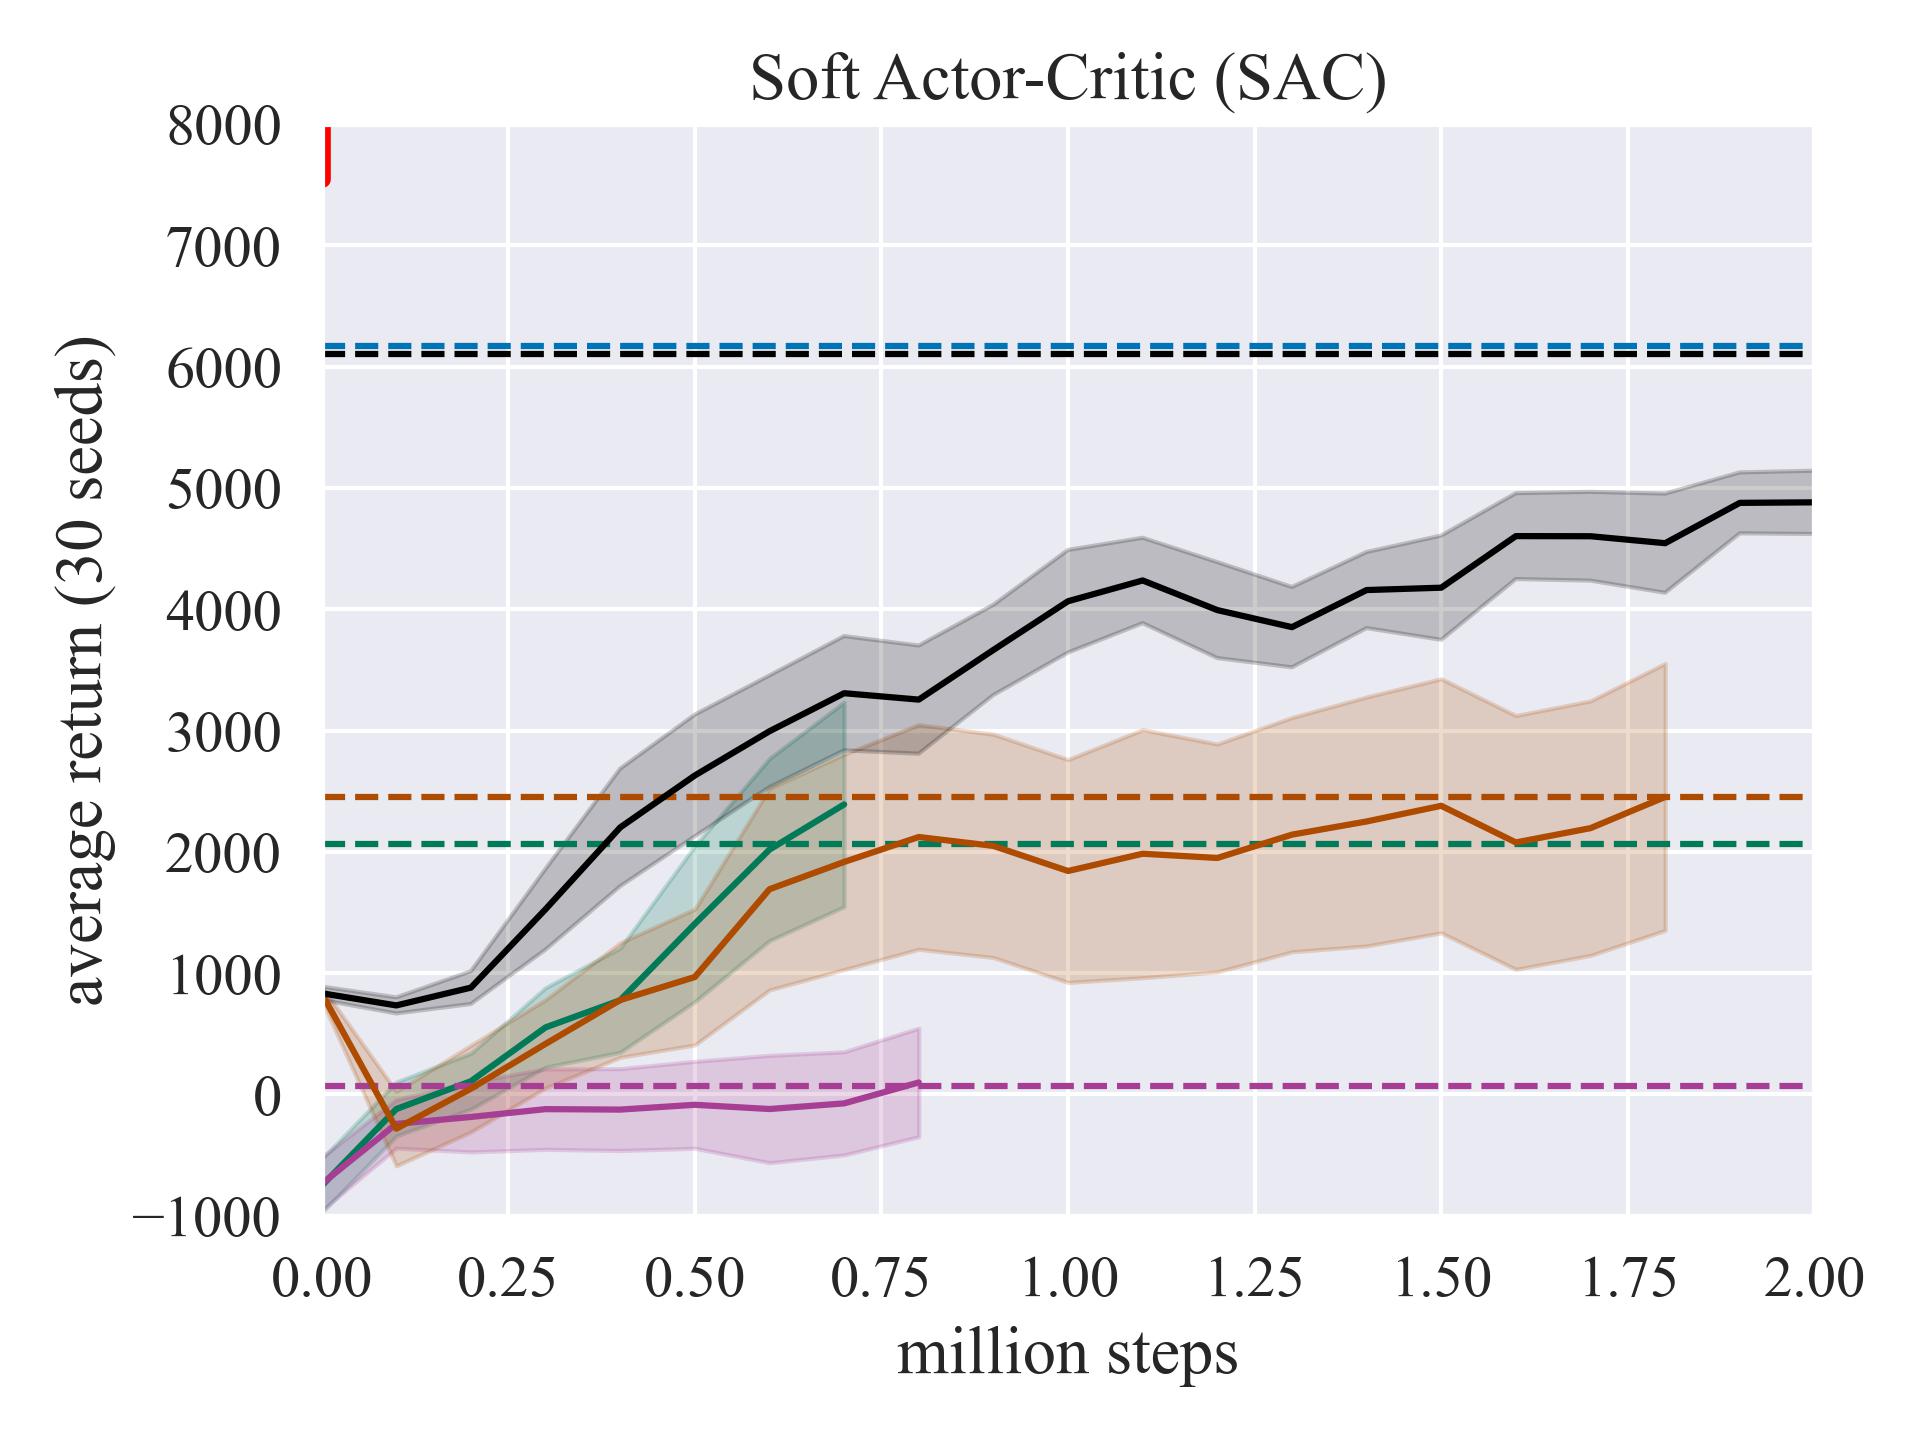 Soft Actor-Critic (SAC)
8000
7000
6000
5000
4000
3000
2000
1000
0
−1000
average return (30 seeds)
0.00 0.25 0.50 0.75 1.00 1.25 1.50 1.75 2.00
million steps